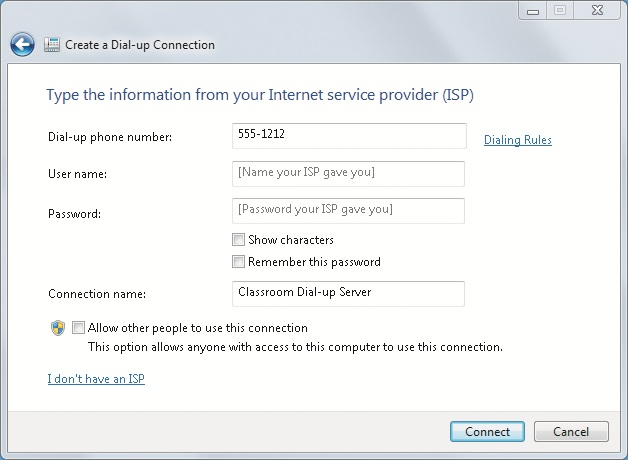 Create a Dial-up Connection
Type the information from your Internet service provider (ISP)
Dial-up phone number: 555-1212 Dialing Rules
User name: [Name your ISP gave you]
Password: [Password your ISP gave you]
Show characters
Remember this password
Connection name: Classroom Dial-up Server
Allow other people to use this connection
This option allows anyone with access to this computer to use this connection.
I don't have an ISP
Connect Cancel